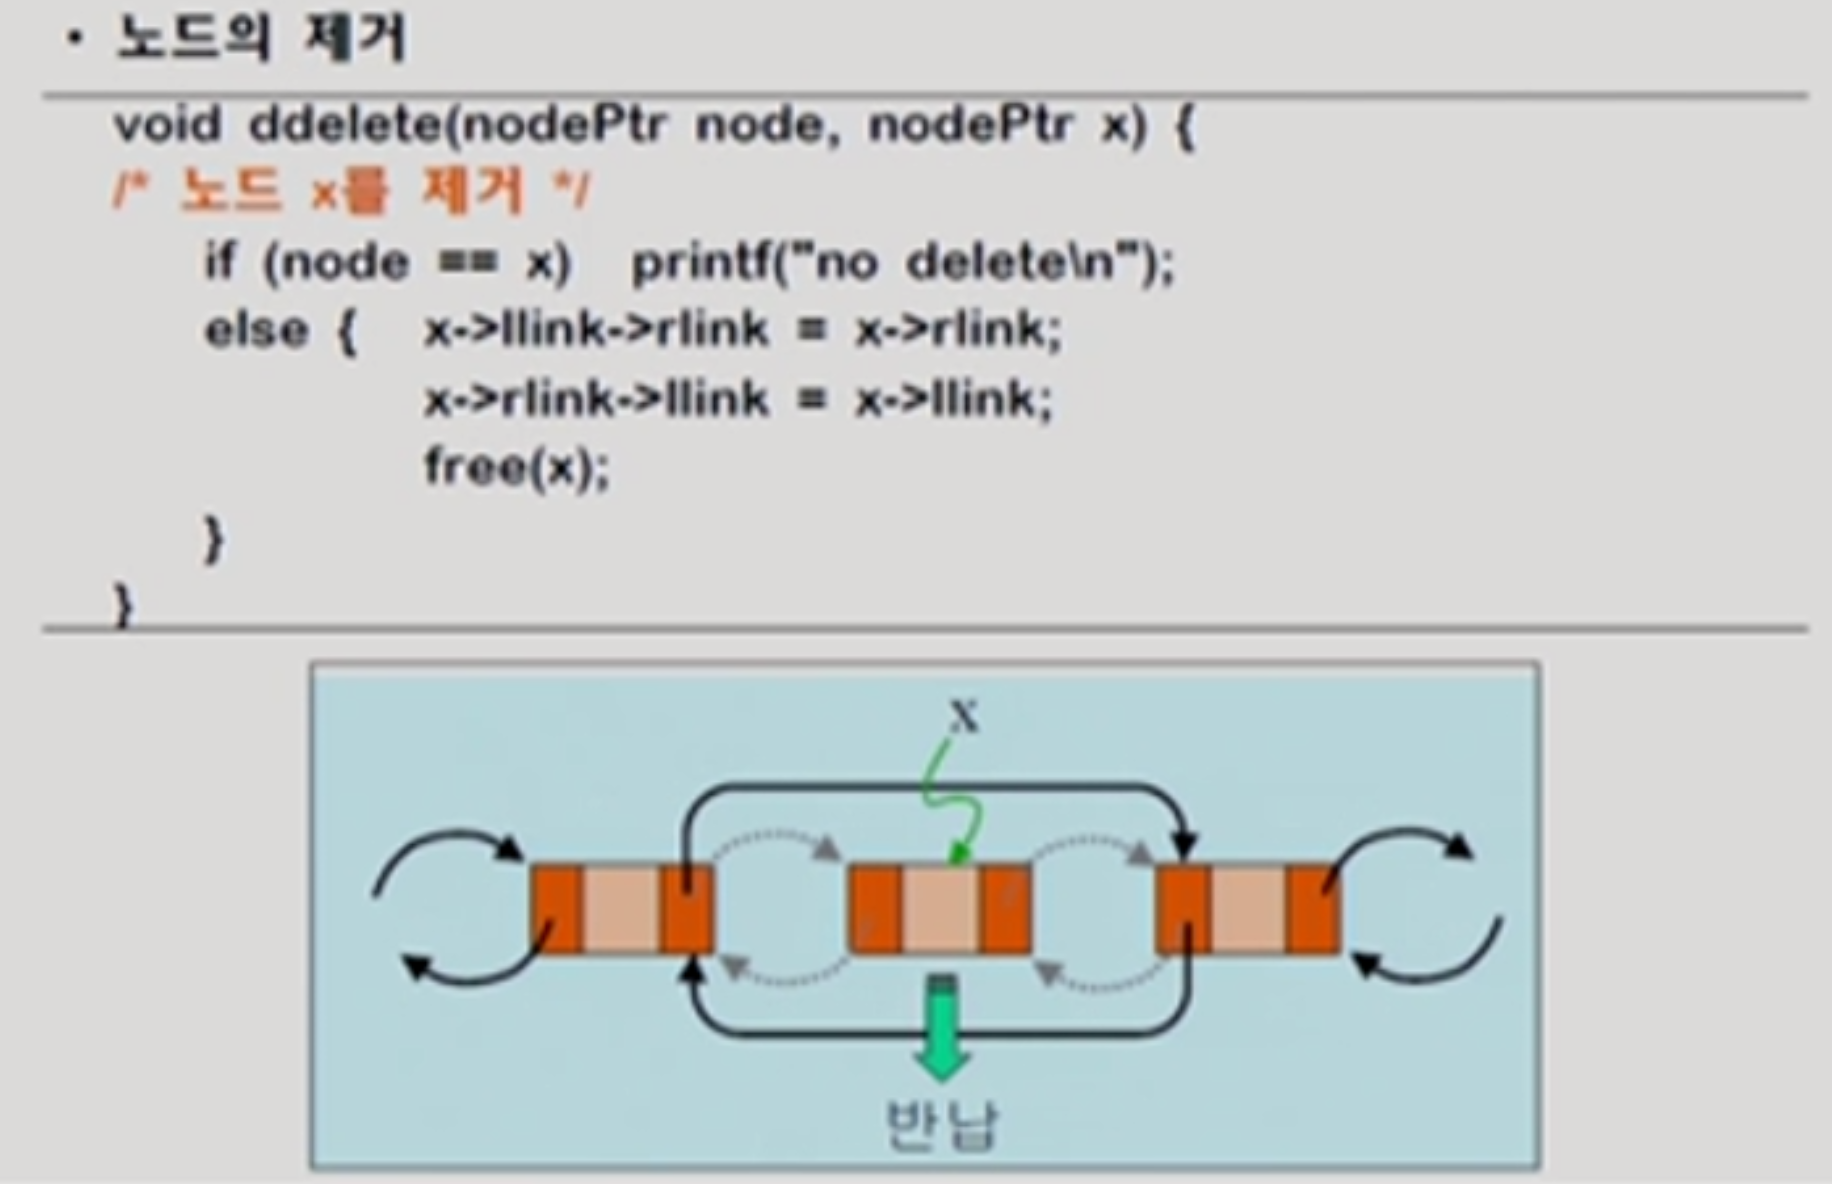 • 노드의 제거
void ddelete(nodePtr node, nodePtr x) {
/* 노드 x를 제거 */
if (node == x) printf("no delete\n");
else { x->llink->rlink = x->rlink;
x->rlink->llink = x->llink;
free(x);
}
}
X
반납